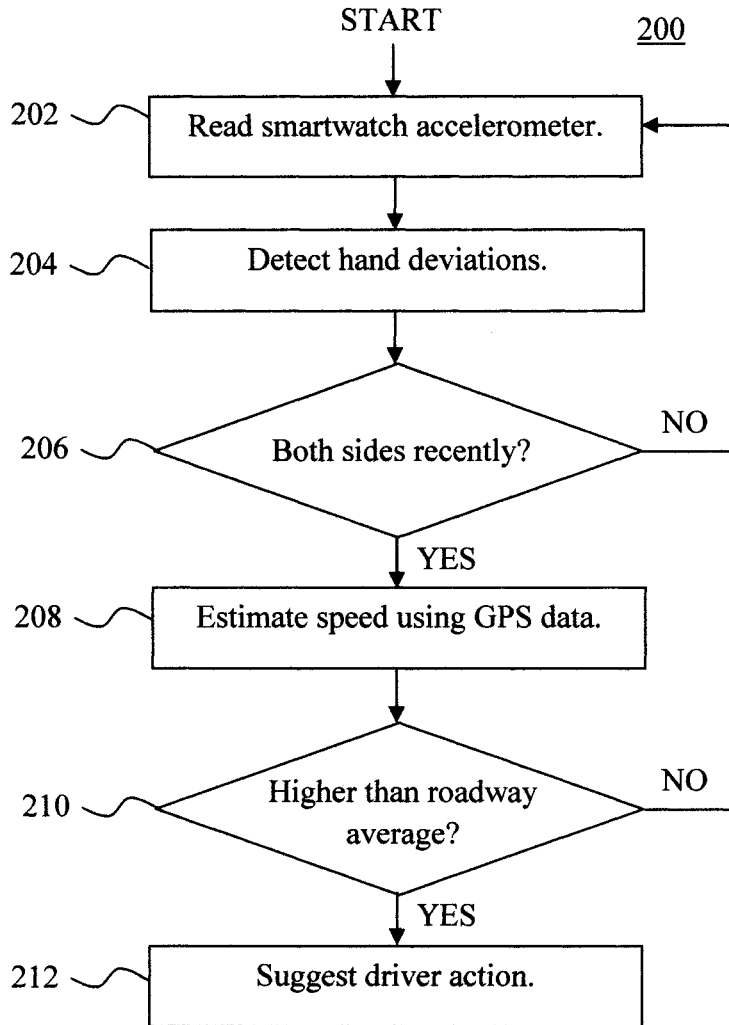 START
200
202
Read smartwatch accelerometer.
204
Detect hand deviations.
206
Both sides recently?
NO
YES
208
Estimate speed using GPS data.
210
Higher than roadway
average?
NO
YES
212
Suggest driver action.